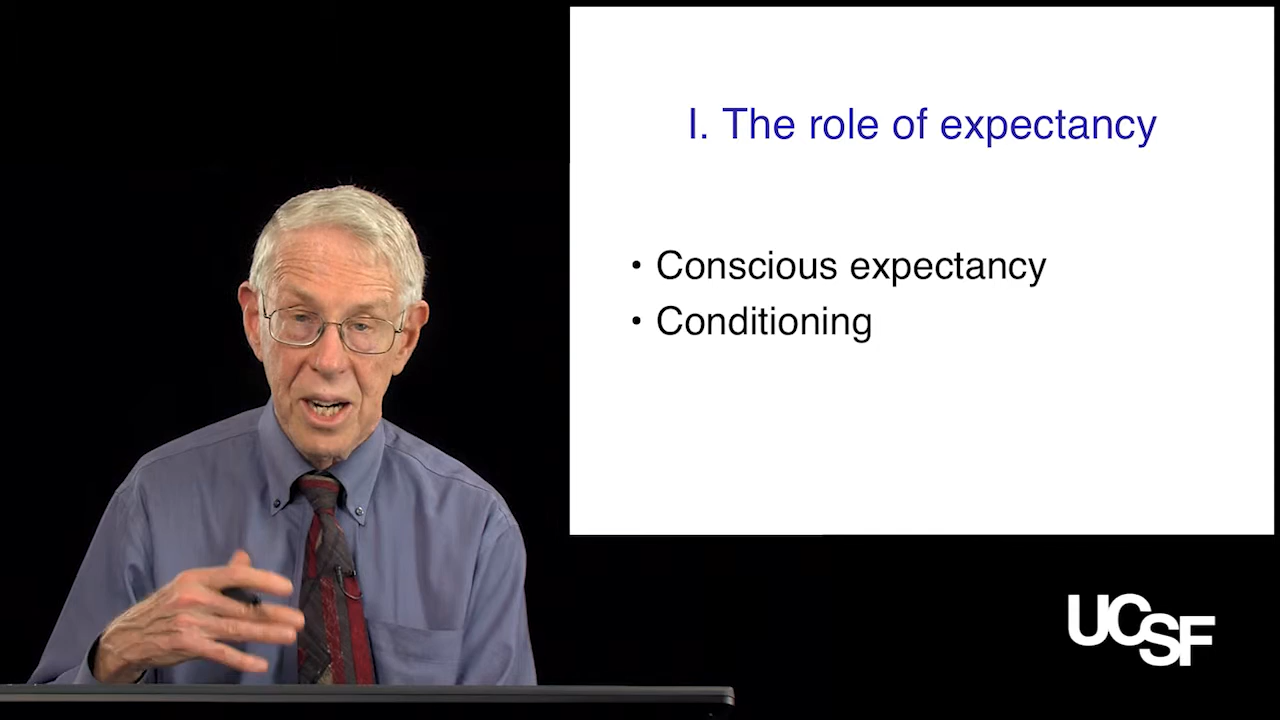 I. The role of expectancy
• Conscious expectancy
• Conditioning
UCSF